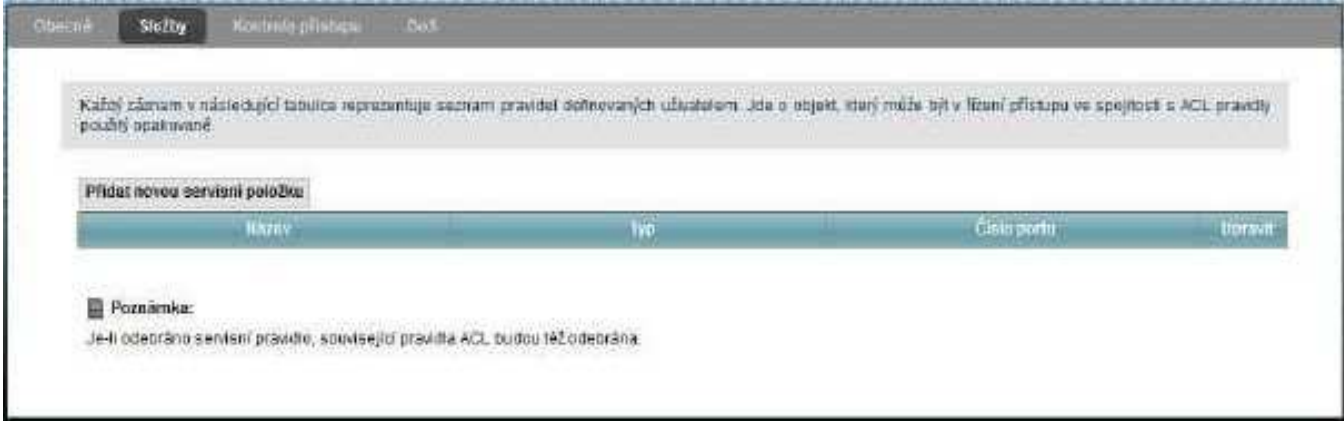 Obecné Služby Kontrola přístupu DoS
Každý záznam v následující tabulce reprezentuje seznam pravidel definovaných uživatelem. Jde o objekt, který může být v řízení přístupu ve spojitosti s ACL pravidly
použitý opakovaně
Přidat novou servisní položku
Název Typ Číslo portu Upravit
Poznámka:
Je-li odebráno servisní pravidlo, související pravidla ACL budou též odebrána.